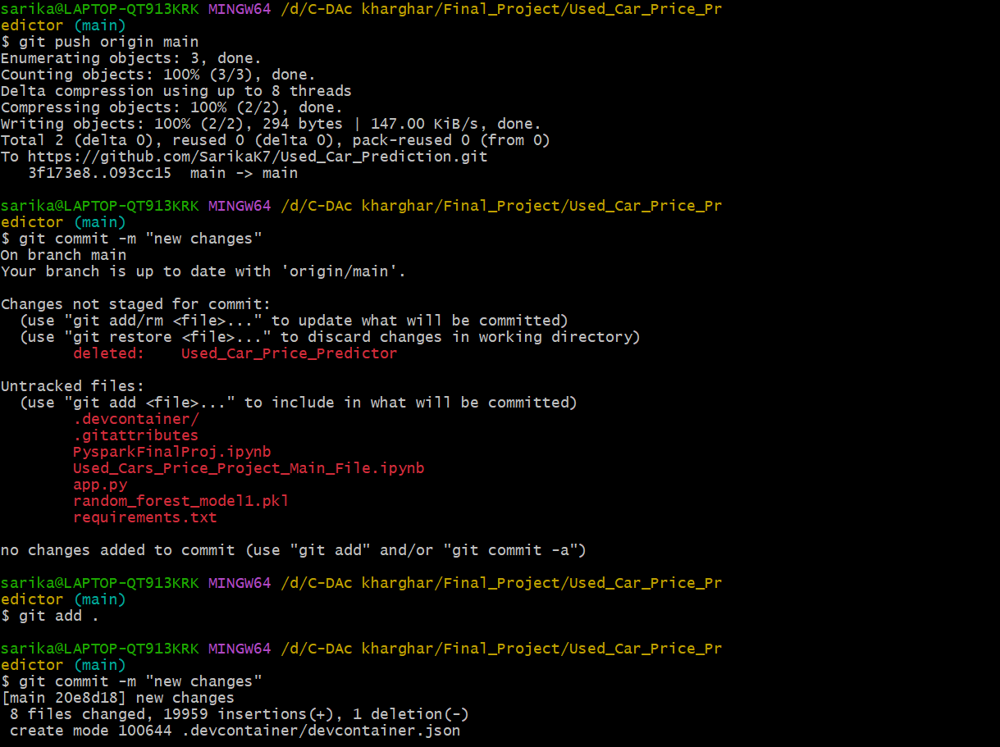 sarika@LAPTOP-QT913KRK MINGW64 /d/C-DAc kharghar/Final_Project/Used_Car_Price_Pr
edictor (main)
$ git push origin main
Enumerating objects: 3, done.
Counting objects: 100% (3/3), done.
Delta compression using up to 8 threads
Compressing objects: 100% (2/2), done.
Writing objects: 100% (2/2), 294 bytes | 147.00 KiB/s, done.
Total 2 (delta 0), reused 0 (delta 0), pack-reused 0 (from 0)
To https://github.com/SarikaK7/Used_Car_Prediction.git
   3f173e8..093cc15  main -> main

sarika@LAPTOP-QT913KRK MINGW64 /d/C-DAc kharghar/Final_Project/Used_Car_Price_Pr
edictor (main)
$ git commit -m "new changes"
On branch main
Your branch is up to date with 'origin/main'.

Changes not staged for commit:
  (use "git add/rm <file>..." to update what will be committed)
  (use "git restore <file>..." to discard changes in working directory)
        deleted:    Used_Car_Price_Predictor

Untracked files:
  (use "git add <file>..." to include in what will be committed)
        .devcontainer/
        .gitattributes
        PysparkFinalProj.ipynb
        Used_Cars_Price_Project_Main_File.ipynb
        app.py
        random_forest_model1.pkl
        requirements.txt

no changes added to commit (use "git add" and/or "git commit -a")

sarika@LAPTOP-QT913KRK MINGW64 /d/C-DAc kharghar/Final_Project/Used_Car_Price_Pr
edictor (main)
$ git add .

sarika@LAPTOP-QT913KRK MINGW64 /d/C-DAc kharghar/Final_Project/Used_Car_Price_Pr
edictor (main)
$ git commit -m "new changes"
[main 20e8d18] new changes
 8 files changed, 19959 insertions(+), 1 deletion(-)
 create mode 100644 .devcontainer/devcontainer.json